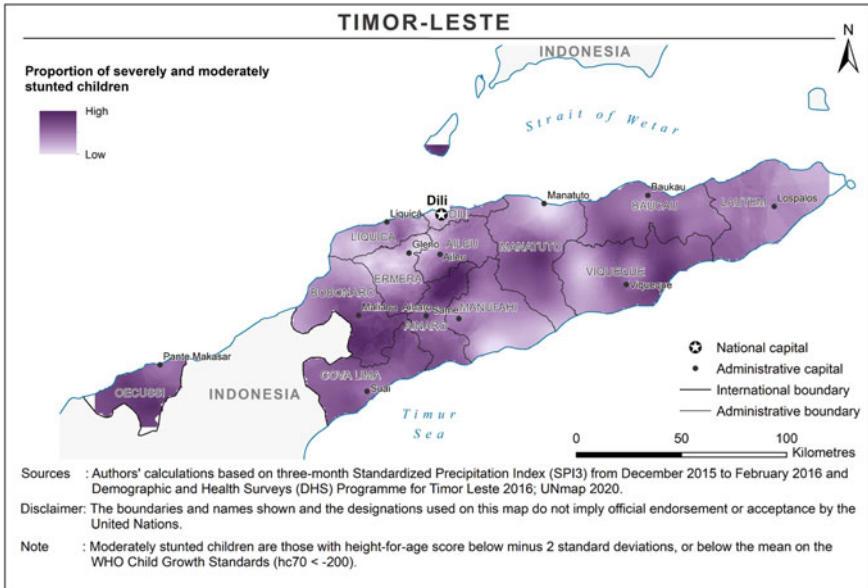 TIMOR-LESTE
N
INDONESIA
Proportion of severely and moderately
stunted children
High
Low
Strait of Wetar
Dili
DILI
Manatuto
Baukau
BAUCAU
LAUTEM
Lospalos
Liquiçá
LIQUICA
Gleno
AILEU
Aileu
MANATUTO
ERMERA
VIQUEQUE
Viqueque
BOBONARO
Maliana
Ainaro
Same
MANUFAHI
AINARO
Pante Makasar
OECUSSI
INDONESIA
COVA LIMA
Suai
Timur
Sea
National capital
Administrative capital
International boundary
Administrative boundary
0 50 100
Kilometres
Sources : Authors' calculations based on three-month Standardized Precipitation Index (SPI3) from December 2015 to February 2016 and
Demographic and Health Surveys (DHS) Programme for Timor Leste 2016; UNmap 2020.
Disclaimer: The boundaries and names shown and the designations used on this map do not imply official endorsement or acceptance by the
United Nations.
Note : Moderately stunted children are those with height-for-age score below minus 2 standard deviations, or below the mean on the
WHO Child Growth Standards (hc70 < -200).